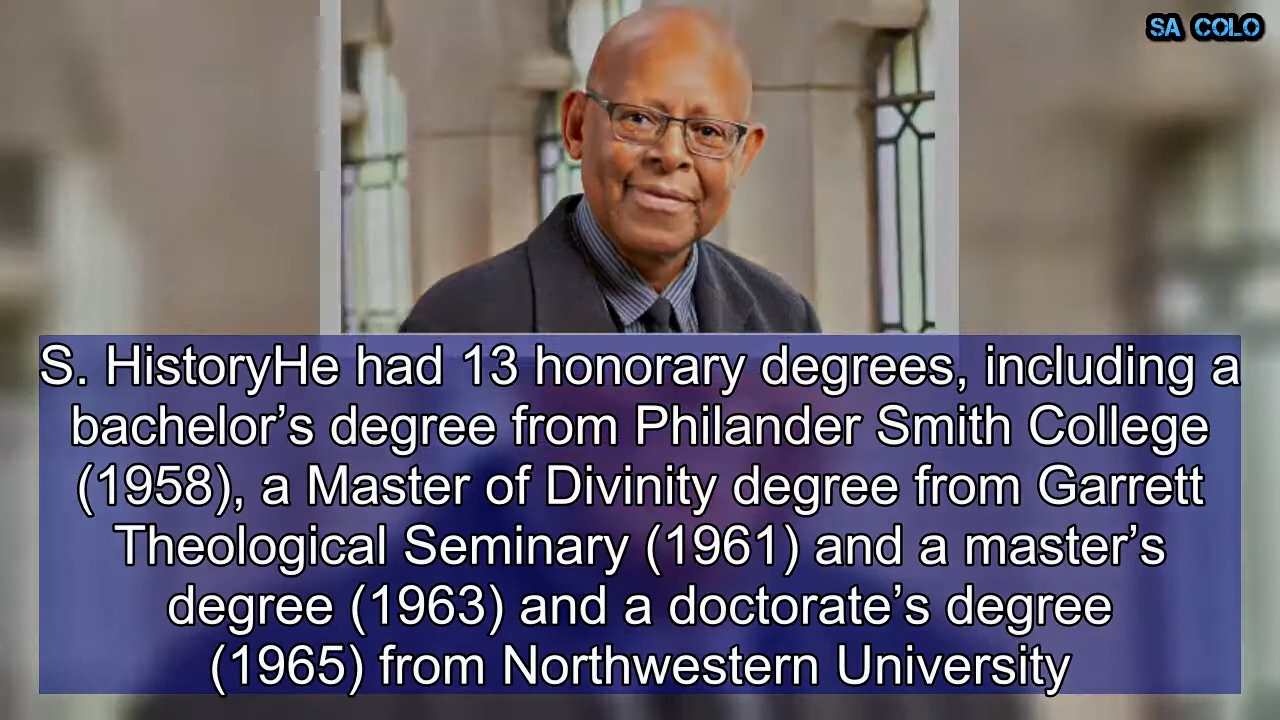 SA COLO
S. HistoryHe had 13 honorary degrees, including a
bachelor’s degree from Philander Smith College
(1958), a Master of Divinity degree from Garrett
Theological Seminary (1961) and a master’s
degree (1963) and a doctorate’s degree
(1965) from Northwestern University